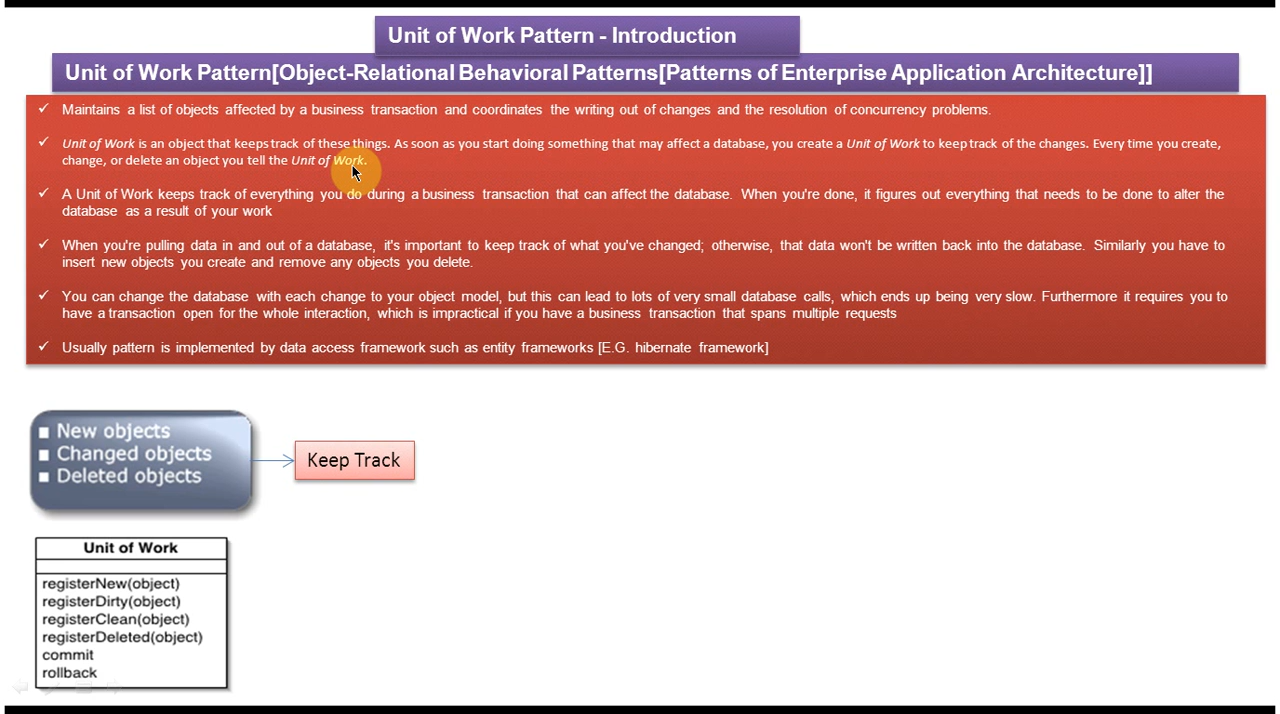 Unit of Work Pattern - Introduction
Unit of Work Pattern[Object-Relational Behavioral Patterns[Patterns of Enterprise Application Architecture]]
✓ Maintains a list of objects affected by a business transaction and coordinates the writing out of changes and the resolution of concurrency problems.
✓ Unit of Work is an object that keeps track of these things. As soon as you start doing something that may affect a database, you create a Unit of Work to keep track of the changes. Every time you create,
change, or delete an object you tell the Unit of Work.
✓ A Unit of Work keeps track of everything you do during a business transaction that can affect the database. When you're done, it figures out everything that needs to be done to alter the
database as a result of your work
✓ When you're pulling data in and out of a database, it's important to keep track of what you've changed; otherwise, that data won't be written back into the database. Similarly you have to
insert new objects you create and remove any objects you delete.
✓ You can change the database with each change to your object model, but this can lead to lots of very small database calls, which ends up being very slow. Furthermore it requires you to
have a transaction open for the whole interaction, which is impractical if you have a business transaction that spans multiple requests
✓ Usually pattern is implemented by data access framework such as entity frameworks [E.G. hibernate framework]
■ New objects
■ Changed objects
■ Deleted objects
Keep Track
Unit of Work
registerNew(object)
registerDirty(object)
registerClean(object)
registerDeleted(object)
commit
rollback